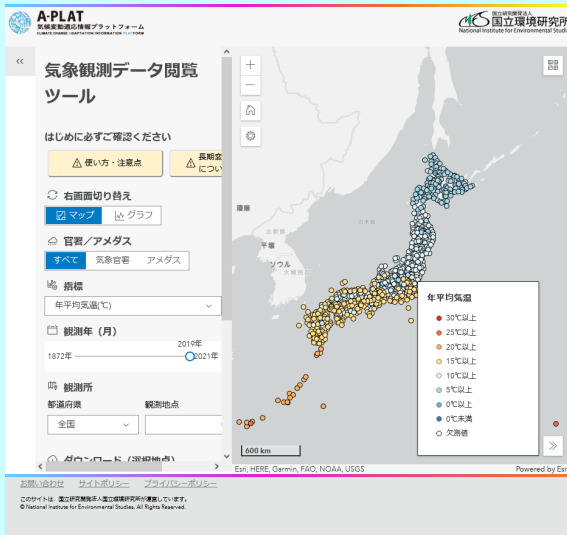 A-PLAT
気候変動適応情報プラットフォーム
CLIMATE CHANGE ADAPTATION INFORMATION PLATFORM
国立研究開発法人
国立環境研究所
National Institute for Environmental Studies
気象観測データ閲覧
ツール
はじめに必ずご確認ください
使い方・注意点
長期変
につい
右画面切り替え
マップ
グラフ
官署／アメダス
すべて
気象官署
アメダス
指標
年平均気温(℃)
観測年（月）
2019年
1872年
2021年
観測所
都道府県
観測地点
全国
ダウンロード（選択地点）
平壌
ソウル
日本海
年平均気温
30℃以上
25℃以上
20℃以上
15℃以上
10℃以上
5℃以上
0℃以上
0℃未満
欠測値
600 km
Esri, HERE, Garmin, FAO, NOAA, USGS
Powered by Esri
お問い合わせ サイトポリシー プライバシーポリシー
このサイトは、国立研究開発法人国立環境研究所が運営しています。
© National Institute for Environmental Studies. All Rights Reserved.